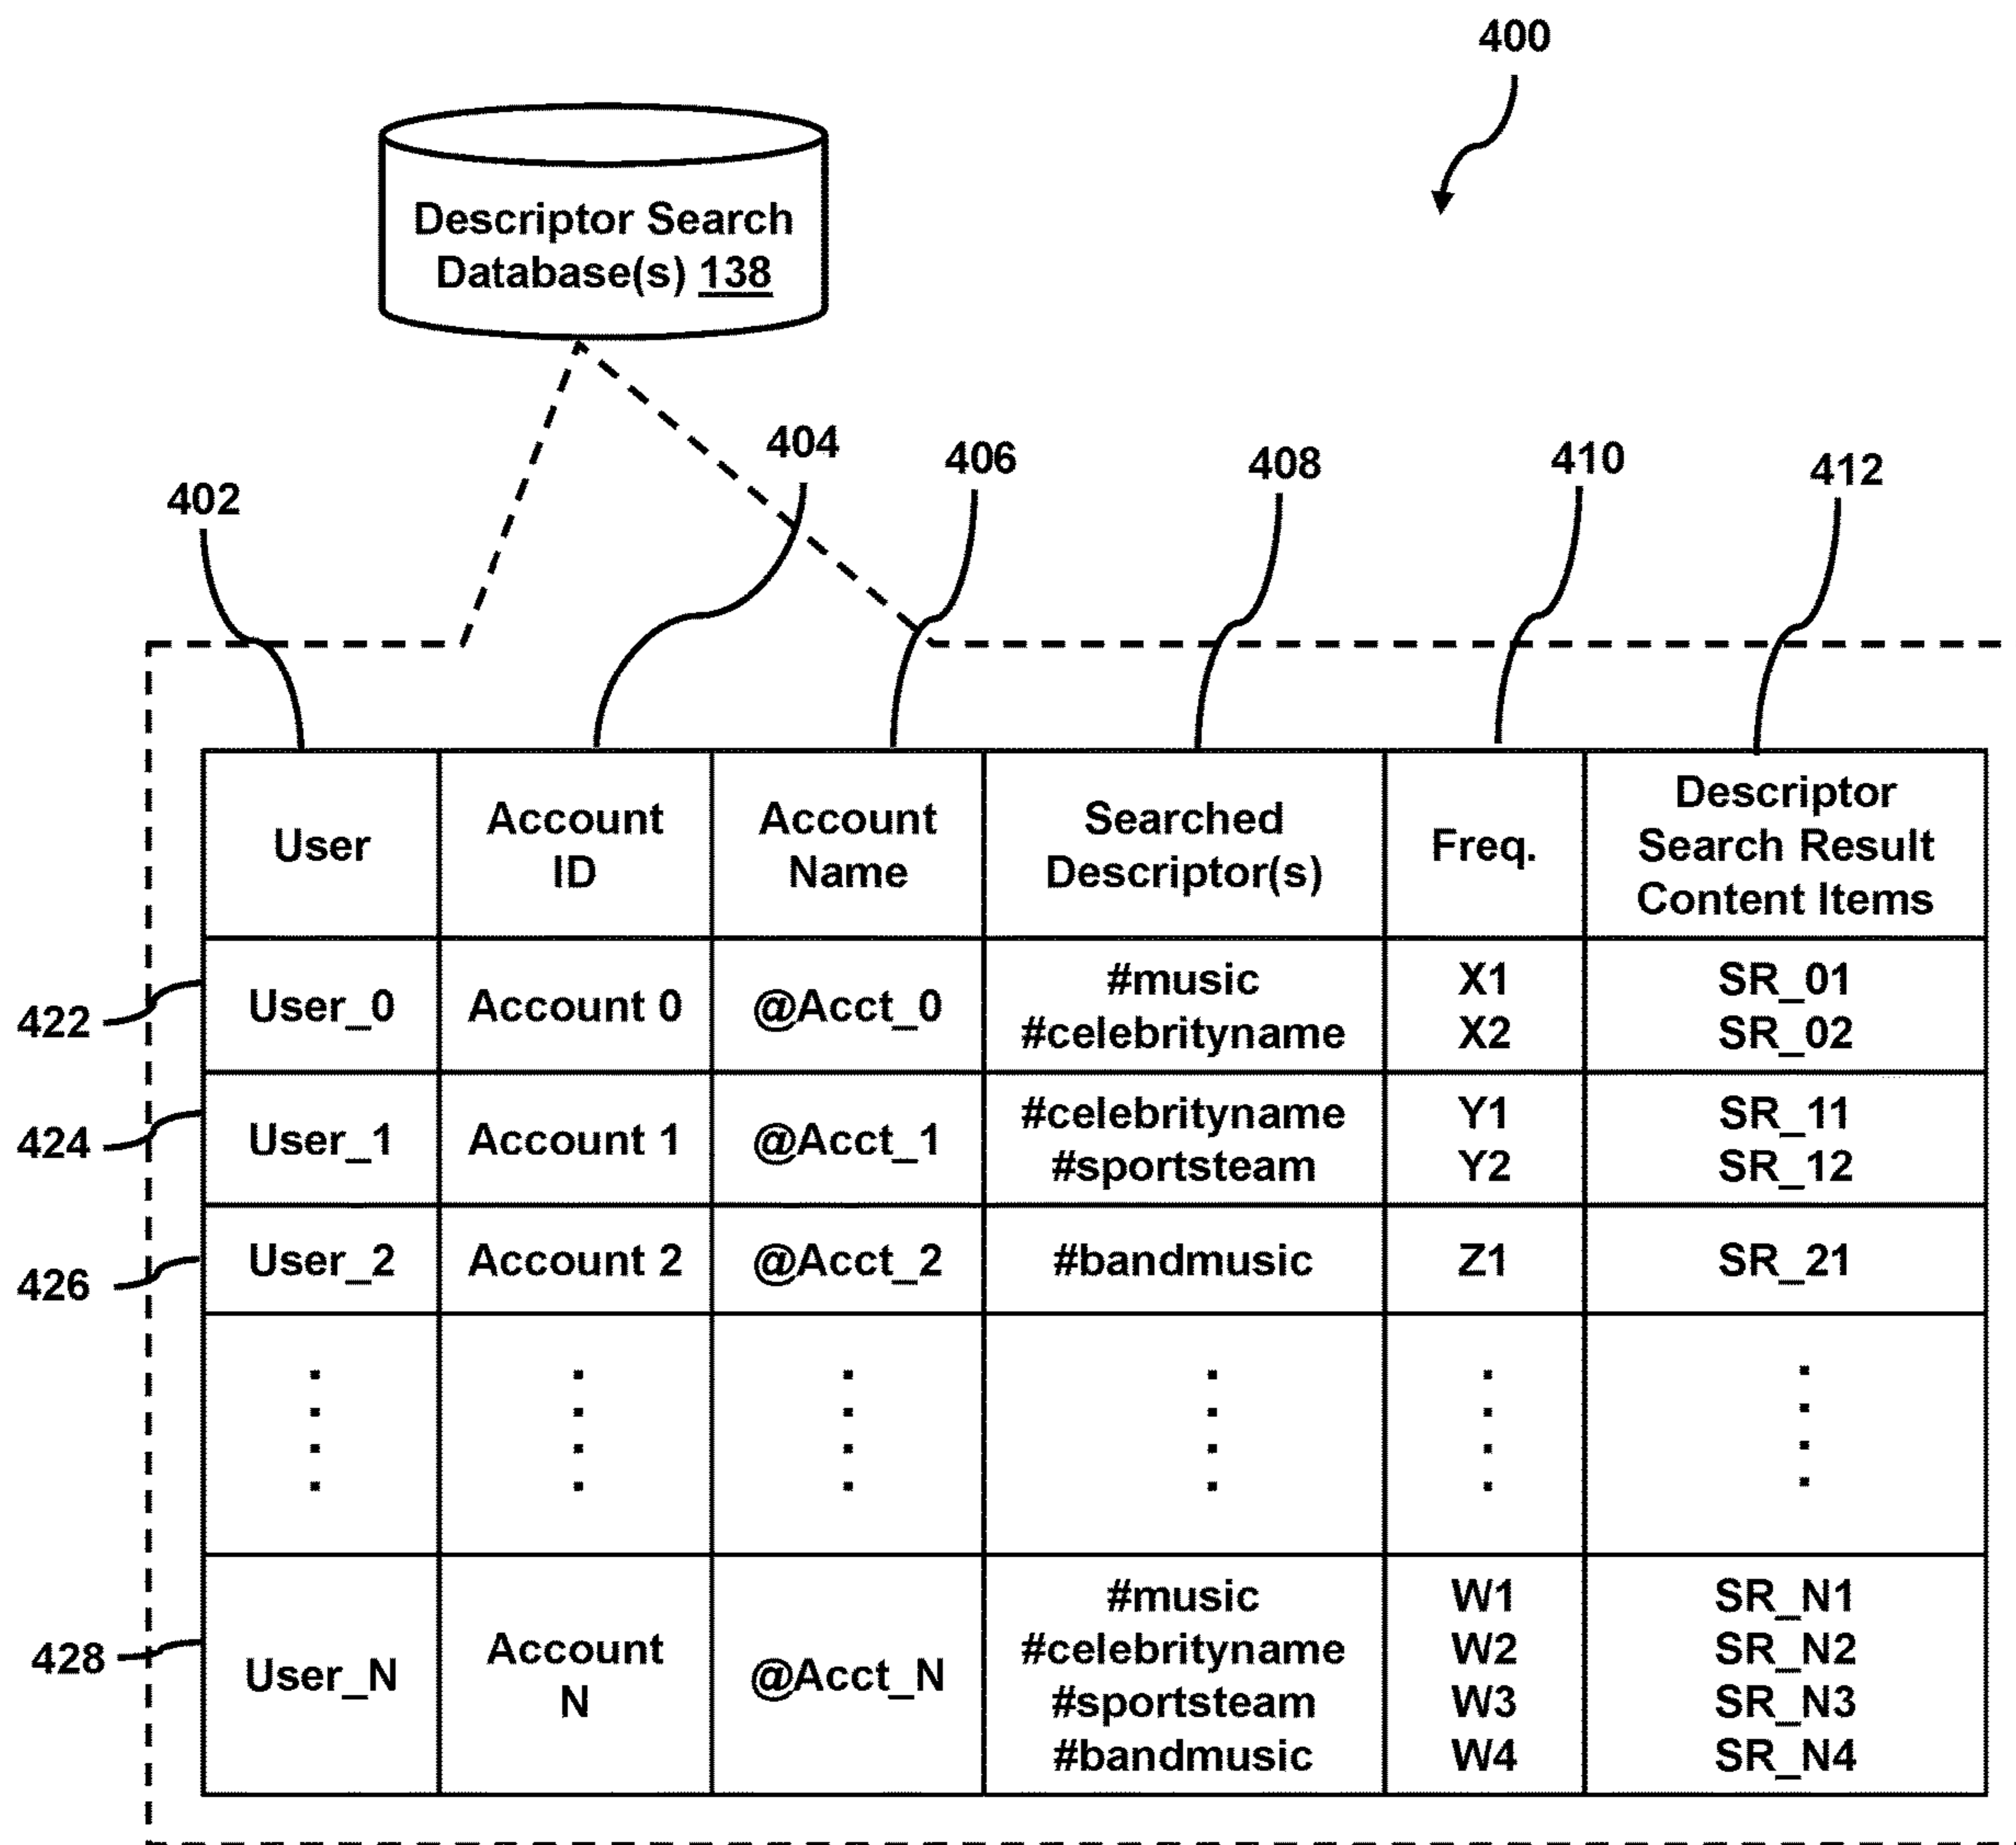 400
Descriptor Search
Database(s) 138
404
406
408
410
412
402
User
Account
ID
Account
Name
Searched
Descriptor(s)
Freq.
Descriptor
Search Result
Content Items
422
User_0
Account 0
@Acct_0
#music
#celebrityname
X1
X2
SR_01
SR_02
424
User_1
Account 1
@Acct_1
#celebrityname
#sportsteam
Y1
Y2
SR_11
SR_12
426
User_2
Account 2
@Acct_2
#bandmusic
Z1
SR_21
428
User_N
Account
N
@Acct_N
#music
#celebrityname
#sportsteam
#bandmusic
W1
W2
W3
W4
SR_N1
SR_N2
SR_N3
SR_N4